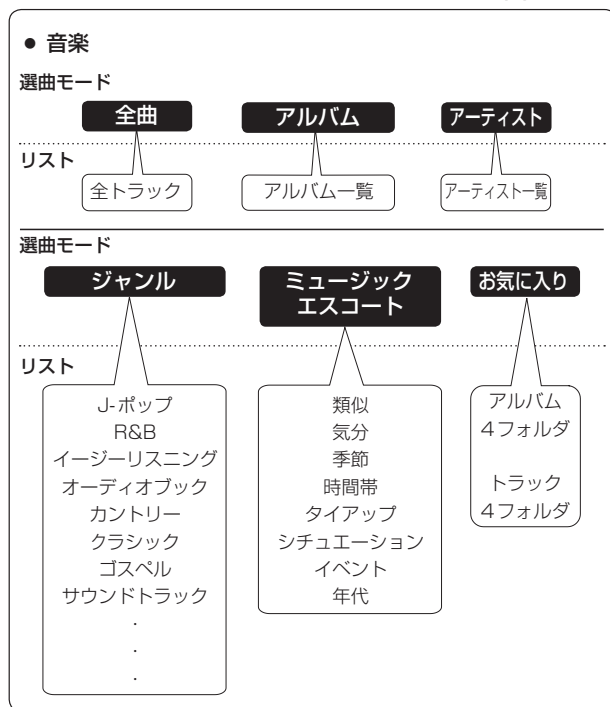 ● 音楽
選曲モード
全曲 アルバム アーティスト
リスト
全トラック アルバム一覧 アーティスト一覧
選曲モード
ジャンル ミュージック お気に入り
エスコート
リスト
J-ポップ 類似 アルバム
R&B 気分 4フォルダ
イージーリスニング 季節
オーディオブック 時間帯 トラック
カントリー タイアップ 4フォルダ
クラシック シチュエーション
ゴスペル イベント
サウンドトラック 年代
.
.
.